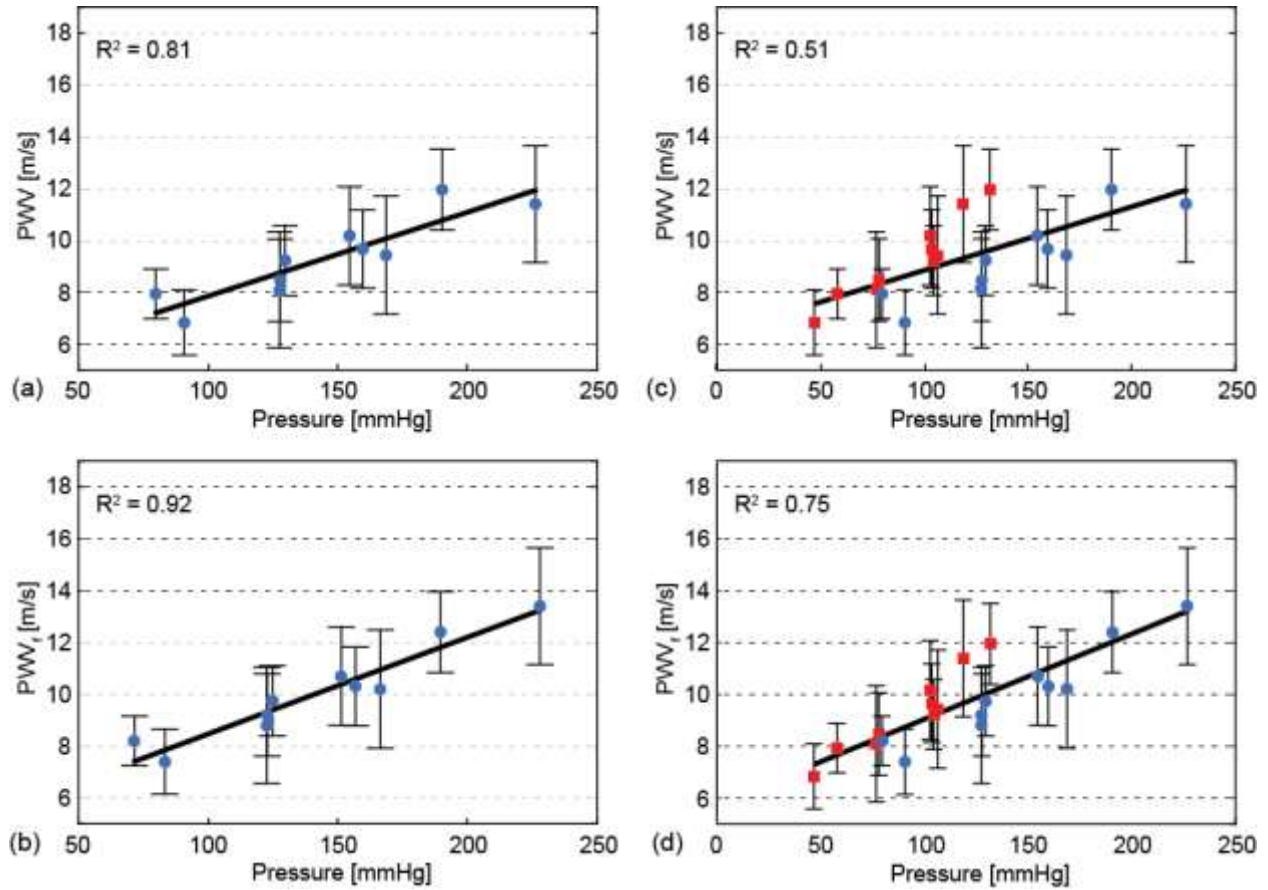 R² = 0.81
PWV [m/s]
18
16
14
12
10
8
6
50 100 150 200 250
(a) Pressure [mmHg]
R² = 0.51
PWV [m/s]
18
16
14
12
10
8
6
0 50 100 150 200 250
(c) Pressure [mmHg]
R² = 0.92
PWVf [m/s]
18
16
14
12
10
8
6
50 100 150 200 250
(b) Pressure [mmHg]
R² = 0.75
PWVf [m/s]
18
16
14
12
10
8
6
0 50 100 150 200 250
(d) Pressure [mmHg]